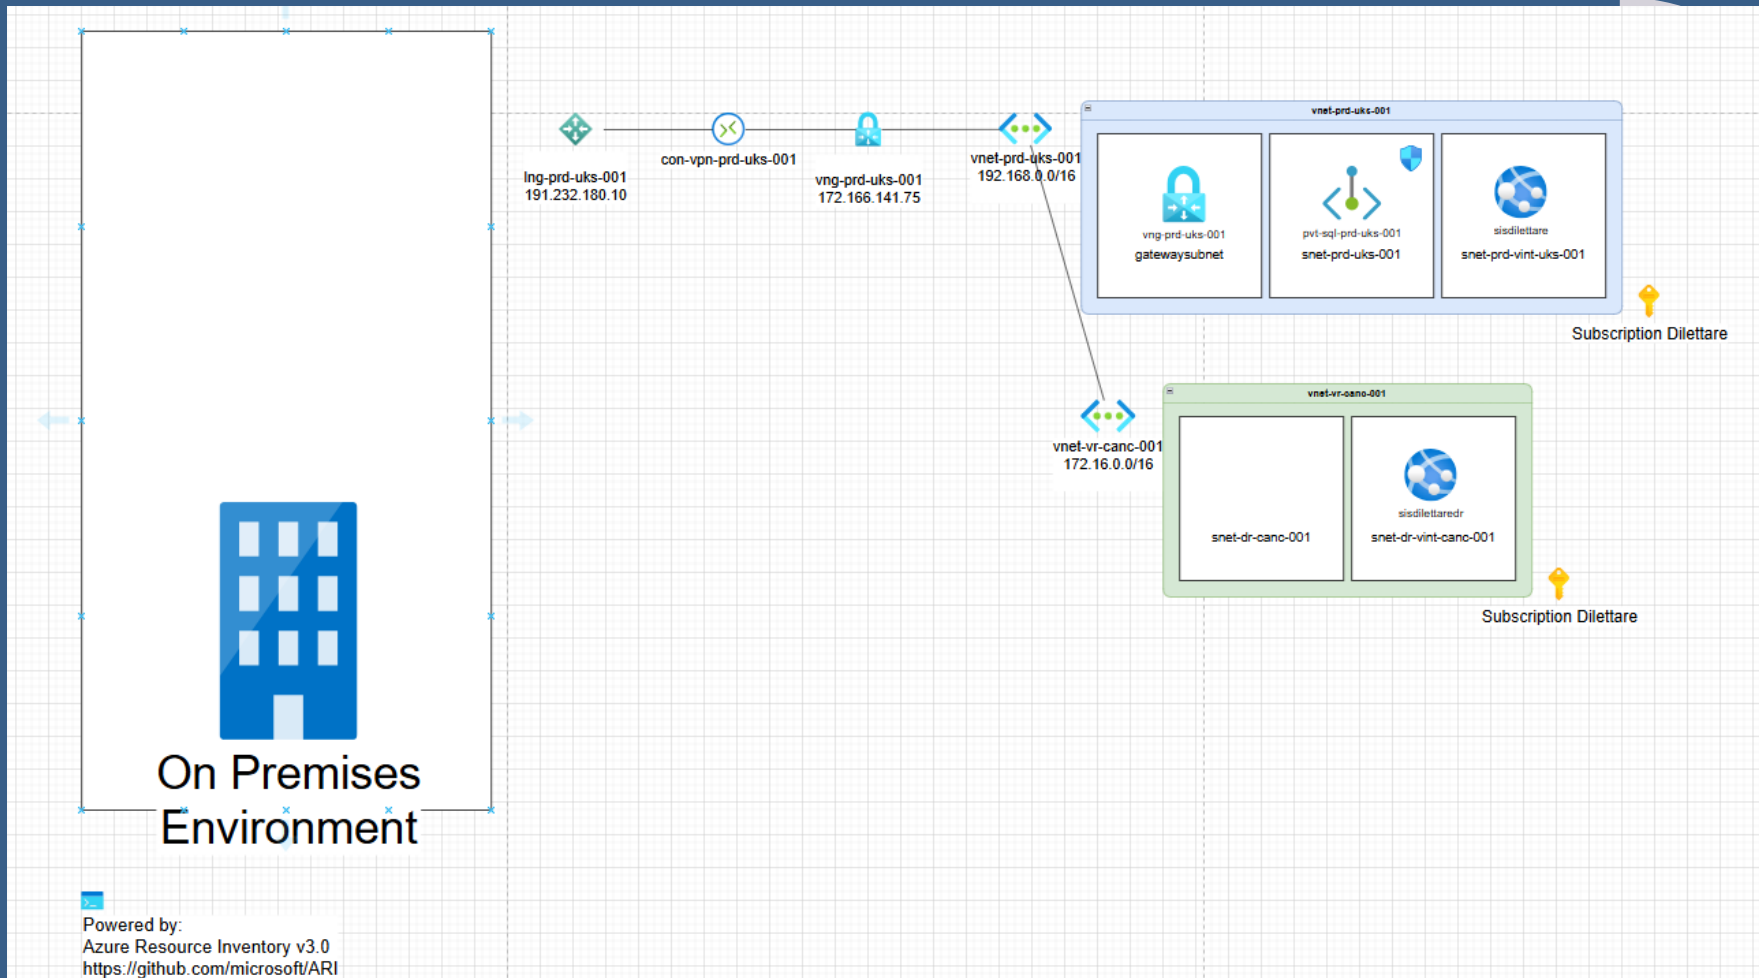 lng-prd-uks-001
191.232.180.10
con-vpn-prd-uks-001
vng-prd-uks-001
172.166.141.75
vnet-prd-uks-001
192.168.0.0/16
vnet-prd-uks-001
vng-prd-uks-001
gatewaysubnet
pvt-sql-prd-uks-001
snet-prd-uks-001
sisdilettare
snet-prd-vint-uks-001
Subscription Dilettare
vnet-vr-canc-001
172.16.0.0/16
vnet-vr-canc-001
snet-dr-canc-001
sisdilettaredr
snet-dr-vint-canc-001
Subscription Dilettare
On Premises
Environment
Powered by:
Azure Resource Inventory v3.0
https://github.com/microsoft/ARI